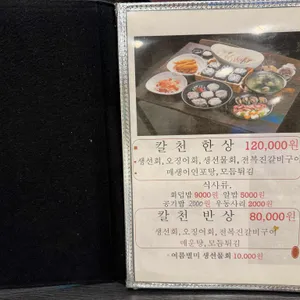 칼천 한상 120,000원
생선회, 오징어회, 생선물회, 전복진갈비구이
매생이연포탕, 모듬튀김
식사류.
회덮밥 9000원 알밥 8000원
공기밥 2000원 우동사리 2000원
칼천 반상 80,000원
생선회, 오징어회, 전복진갈비구이
매운탕, 모듬튀김
여름별미 생선물회 10,000원